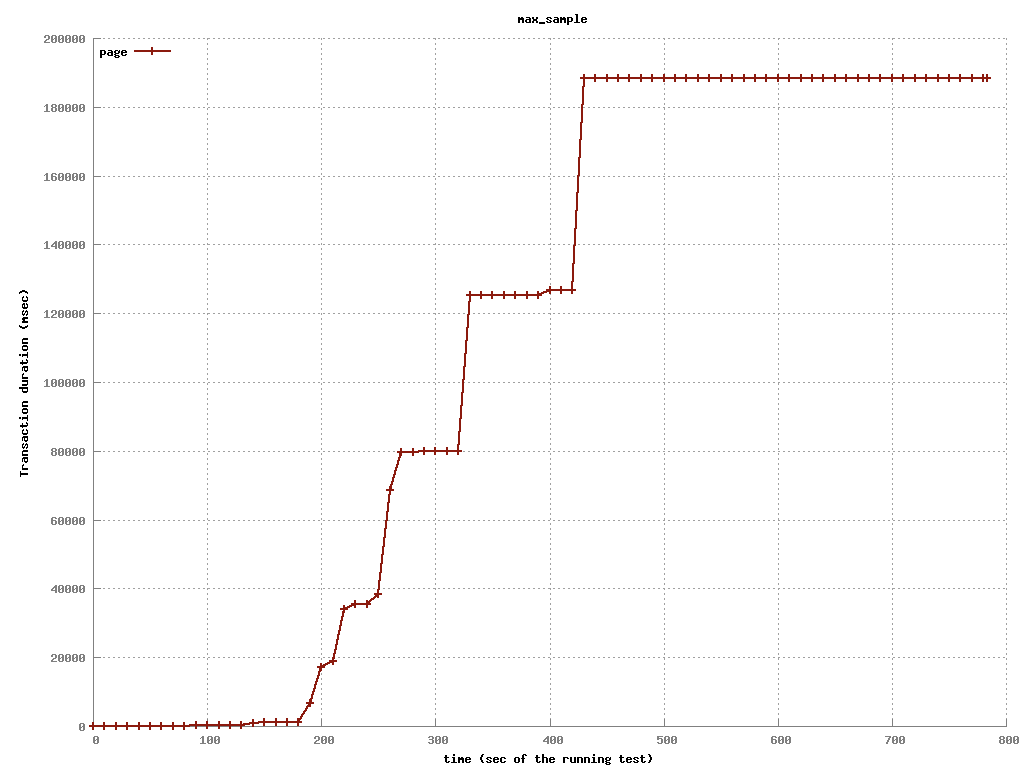 max_sample
page
200000
180000
160000
140000
120000
100000
80000
60000
40000
20000
0
Transaction duration (msec)
0 100 200 300 400 500 600 700 800
time (sec of the running test)